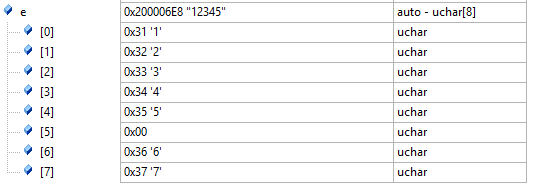 e 0x200006E8 "12345" auto - uchar[8]
[0] 0x31 '1' uchar
[1] 0x32 '2' uchar
[2] 0x33 '3' uchar
[3] 0x34 '4' uchar
[4] 0x35 '5' uchar
[5] 0x00 uchar
[6] 0x36 '6' uchar
[7] 0x37 '7' uchar